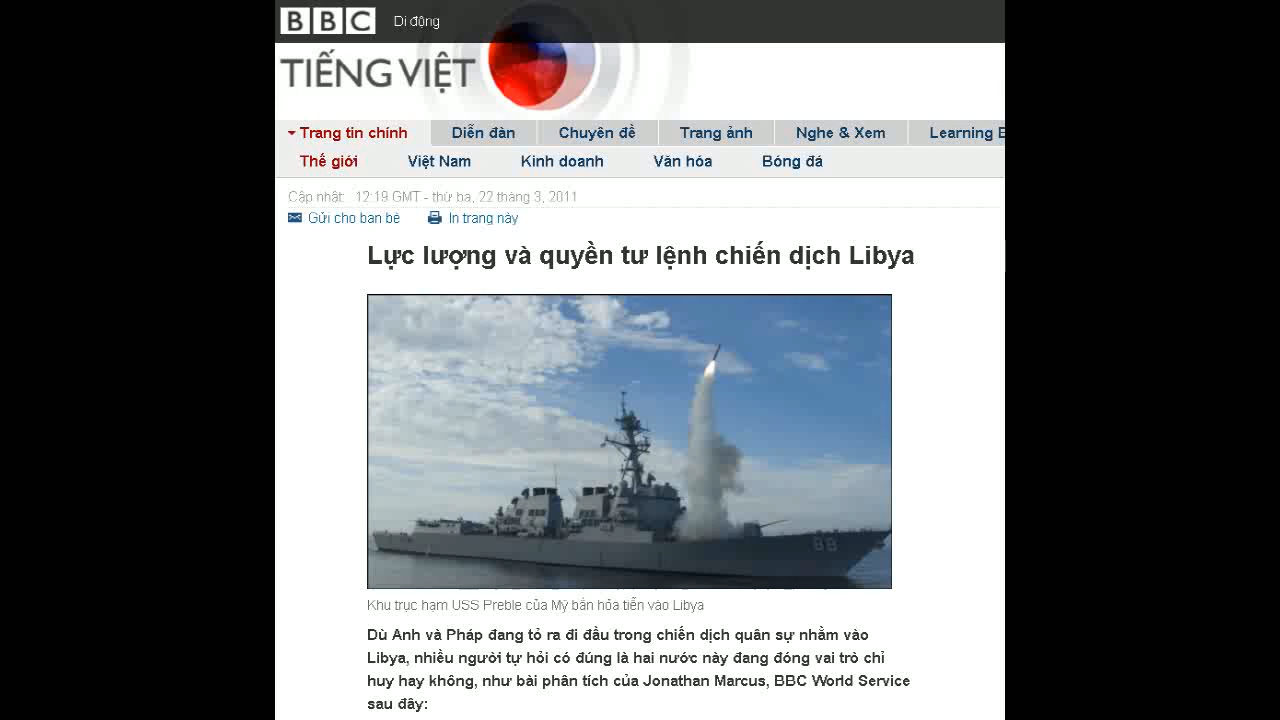 BBC Di động
TIẾNG VIỆT
Trang tin chính Diễn đàn Chuyên đề Trang ảnh Nghe & Xem Learning E
Thế giới Việt Nam Kinh doanh Văn hóa Bóng đá
Cập nhật: 12:19 GMT - thứ ba, 22 tháng 3, 2011
Gửi cho bạn bè In trang này
Lực lượng và quyền tư lệnh chiến dịch Libya
88
Khu trục hạm USS Preble của Mỹ bắn hỏa tiễn vào Libya
Dù Anh và Pháp đang tỏ ra đi đầu trong chiến dịch quân sự nhằm vào
Libya, nhiều người tự hỏi có đúng là hai nước này đang đóng vai trò chỉ
huy hay không, như bài phân tích của Jonathan Marcus, BBC World Service
sau đây: